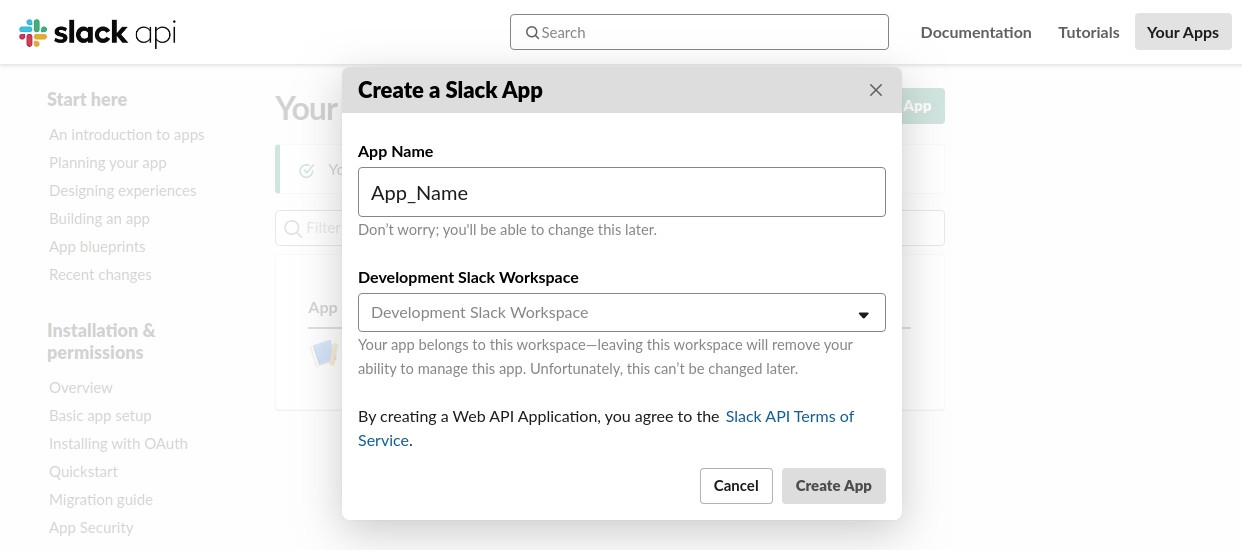 slack api
Search
Documentation
Tutorials
Your Apps
Start here
An introduction to apps
Planning your app
Designing experiences
Building an app
App blueprints
Recent changes
Installation &
permissions
Overview
Basic app setup
Installing with OAuth
Quickstart
Migration guide
App Security
Your
App
Filter
App
Create a Slack App
App Name
App_Name
Don't worry; you'll be able to change this later.
Development Slack Workspace
Development Slack Workspace
Your app belongs to this workspace—leaving this workspace will remove your
ability to manage this app. Unfortunately, this can't be changed later.
By creating a Web API Application, you agree to the Slack API Terms of
Service.
Cancel
Create App